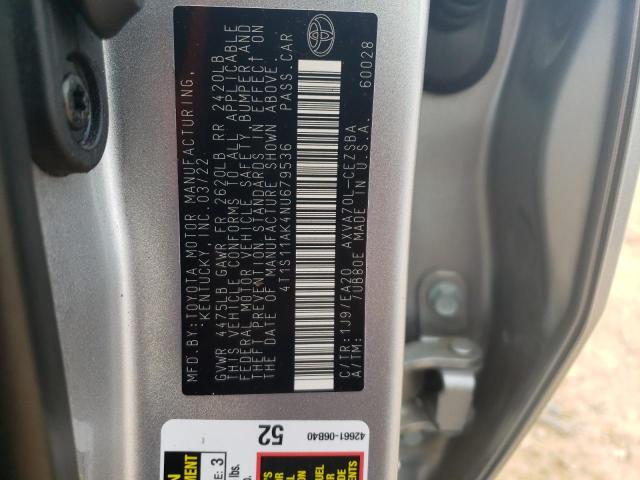 MFD.BY:TOYOTA MOTOR MANUFACTURING,
KENTUCKY, INC.03/22
GVWR 4475LB GAWR FR 2620LB RR 2420LB
THIS VEHICLE CONFORMS TO ALL APPLICABLE
FEDERAL MOTOR VEHICLE SAFETY, BUMPER AND
THEFT PREVENTION STANDARDS IN EFFECT ON
THE DATE OF MANUFACTURE SHOWN ABOVE.
4T1S11AK4NU679536 PASS.CAR
C/TR:1J9/EA20 AXVA70L-CEZSBA
A/TM: /UB80E MADE IN U.S.A. 60028
52
42661-06B40
E: 3
lbs.